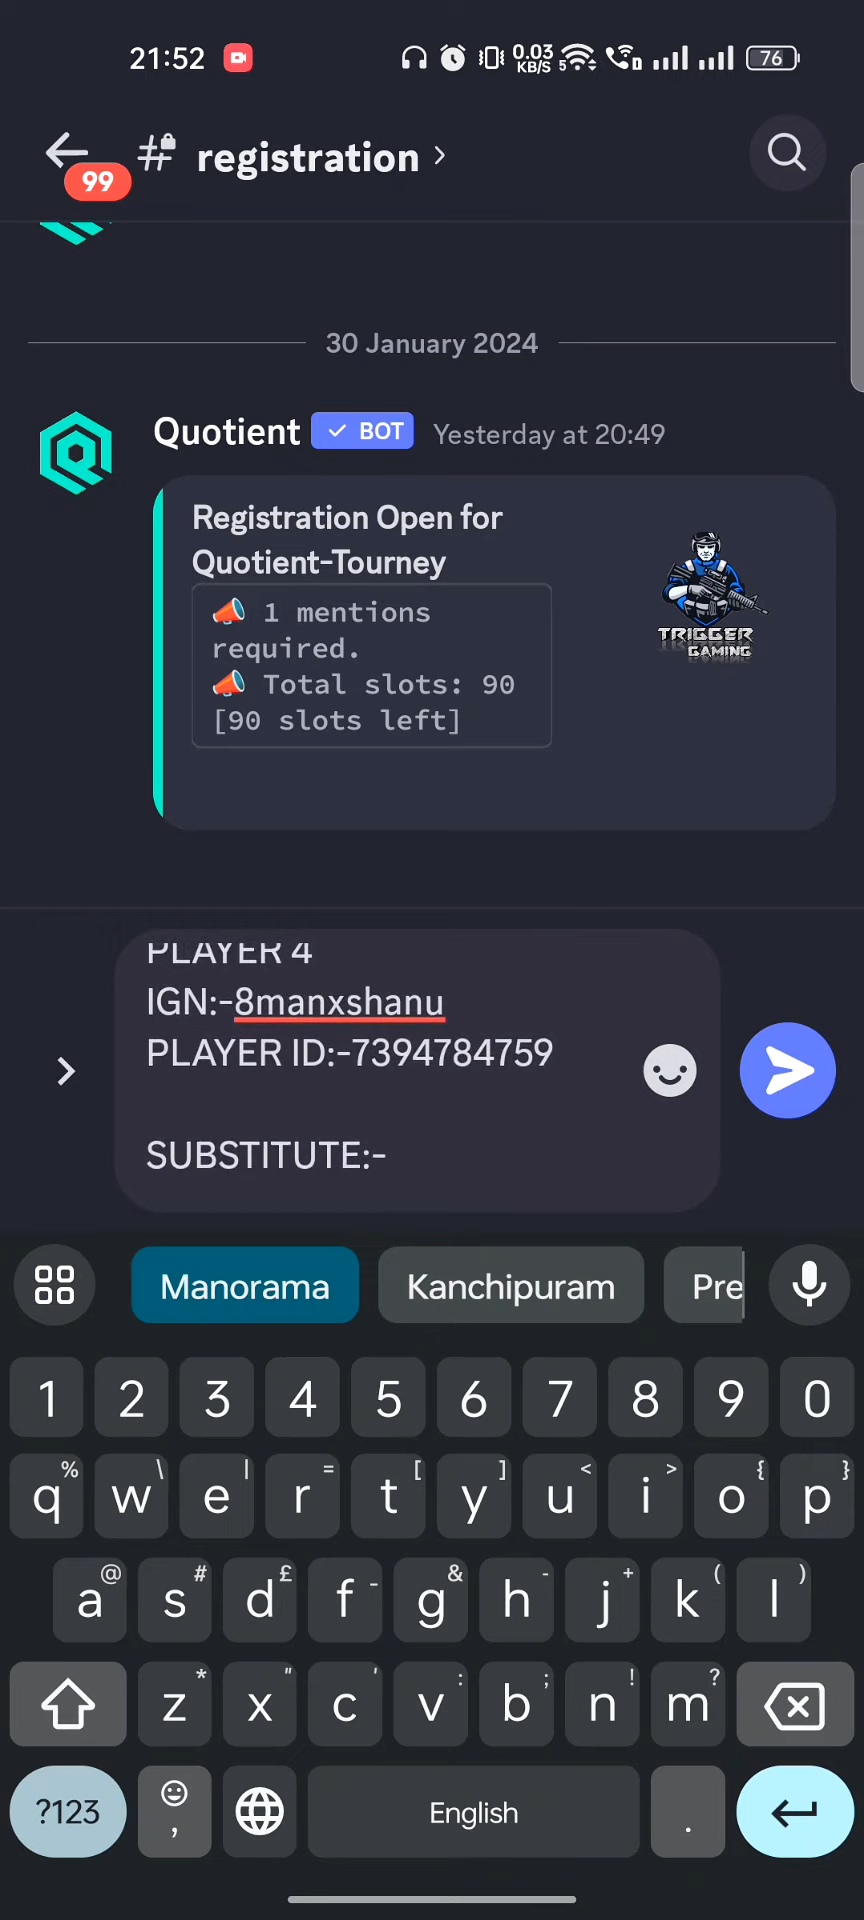 21:52 0.03 KB/S 5 76
99 # registration >
30 January 2024
Quotient ✓ BOT Yesterday at 20:49
Registration Open for
Quotient-Tourney
📣 1 mentions
required.
📣 Total slots: 90
[90 slots left]
TRIGGER
GAMING
PLAYER 4
IGN:-8manxshanu
PLAYER ID:-7394784759
SUBSTITUTE:-
Manorama Kanchipuram Pre
1 2 3 4 5 6 7 8 9 0
% \ | = [ ] < > { }
q w e r t y u i o p
@ # £ - & - + ( )
a s d f g h j k l
* " ' : ; ! ?
z x c v b n m
?123 , English .